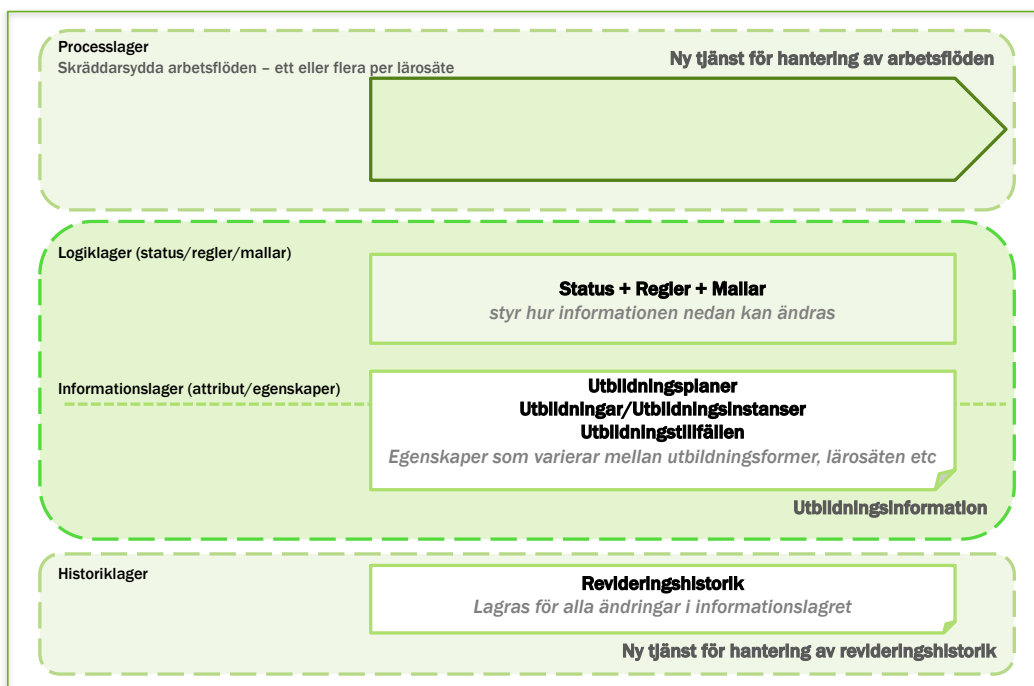 Processlager
Skräddarsydda arbetsflöden – ett eller flera per lärosäte
Ny tjänst för hantering av arbetsflöden
Logiklager (status/regler/mallar)
Status + Regler + Mallar
styr hur informationen nedan kan ändras
Informationslager (attribut/egenskaper)
Utbildningsplaner
Utbildningar/Utbildningsinstanser
Utbildningstillfällen
Egenskaper som varierar mellan utbildningsformer, lärosäten etc
Utbildningsinformation
Historiklager
Revideringshistorik
Lagras för alla ändringar i informationslagret
Ny tjänst för hantering av revideringshistorik